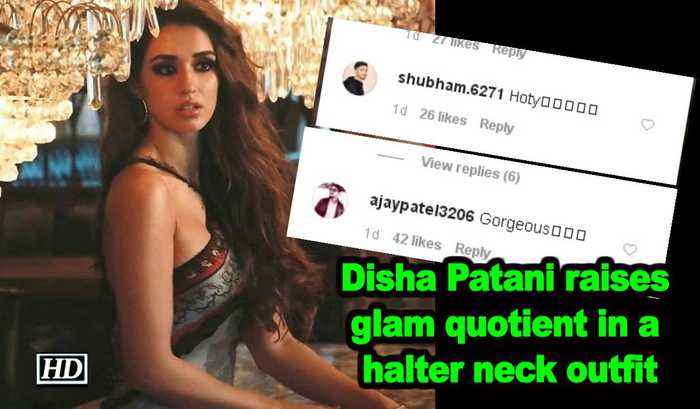 1d 27 likes Reply
shubham.6271 Hoty□□□□□
1d 26 likes Reply
View replies (6)
ajaypatel3206 Gorgeous□□□
1d 42 likes Reply
Disha Patani raises
glam quotient in a
halter neck outfit
HD